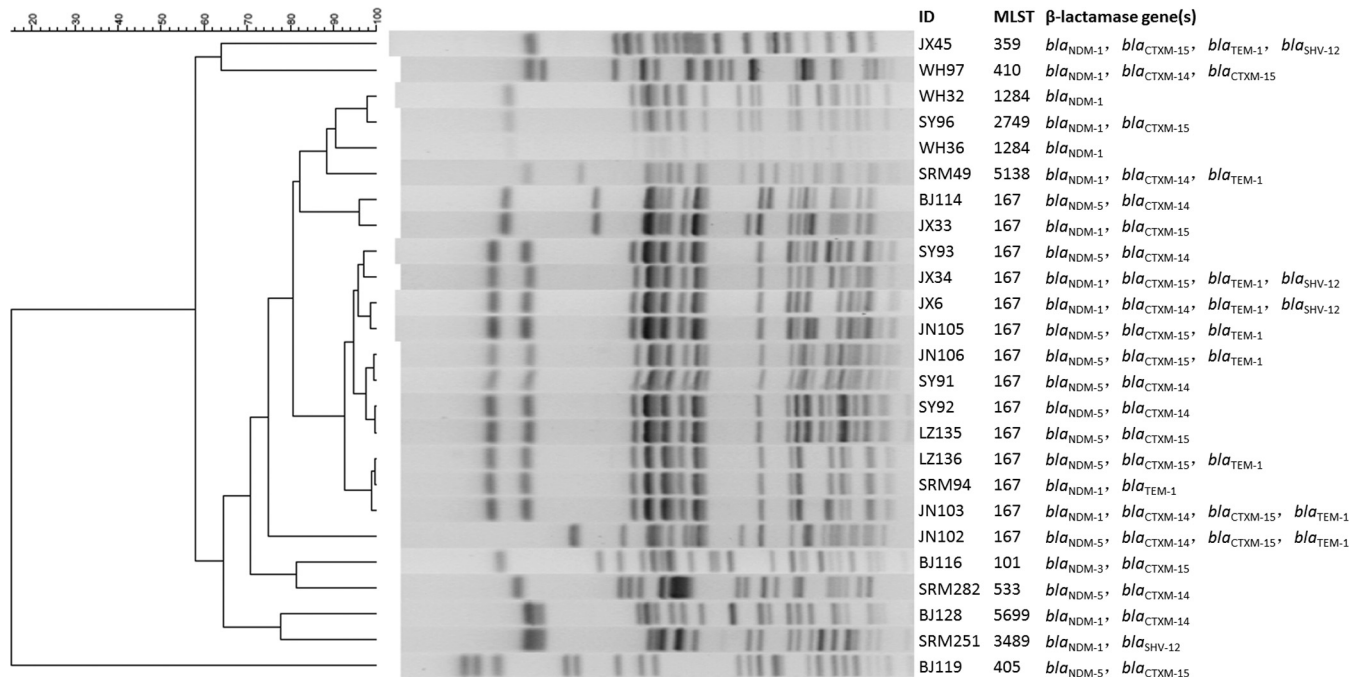 20 30 40 50 60 70 80 90 100
ID MLST β-lactamase gene(s)
JX45 359 blaNDM-1, blaCTXM-15, blaTEM-1, blaSHV-12
WH97 410 blaNDM-1, blaCTXM-14, blaCTXM-15
WH32 1284 blaNDM-1
SY96 2749 blaNDM-1, blaCTXM-15
WH36 1284 blaNDM-1
SRM49 5138 blaNDM-1, blaCTXM-14, blaTEM-1
BJ114 167 blaNDM-5, blaCTXM-14
JX33 167 blaNDM-1, blaCTXM-15
SY93 167 blaNDM-5, blaCTXM-14
JX34 167 blaNDM-1, blaCTXM-15, blaTEM-1, blaSHV-12
JX6 167 blaNDM-1, blaCTXM-14, blaTEM-1, blaSHV-12
JN105 167 blaNDM-5, blaCTXM-15, blaTEM-1
JN106 167 blaNDM-5, blaCTXM-15, blaTEM-1
SY91 167 blaNDM-5, blaCTXM-14
SY92 167 blaNDM-5, blaCTXM-14
LZ135 167 blaNDM-5, blaCTXM-15
LZ136 167 blaNDM-5, blaCTXM-15, blaTEM-1
SRM94 167 blaNDM-1, blaTEM-1
JN103 167 blaNDM-1, blaCTXM-14, blaCTXM-15, blaTEM-1
JN102 167 blaNDM-5, blaCTXM-14, blaCTXM-15, blaTEM-1
BJ116 101 blaNDM-3, blaCTXM-15
SRM282 533 blaNDM-5, blaCTXM-14
BJ128 5699 blaNDM-1, blaCTXM-14
SRM251 3489 blaNDM-1, blaSHV-12
BJ119 405 blaNDM-5, blaCTXM-15